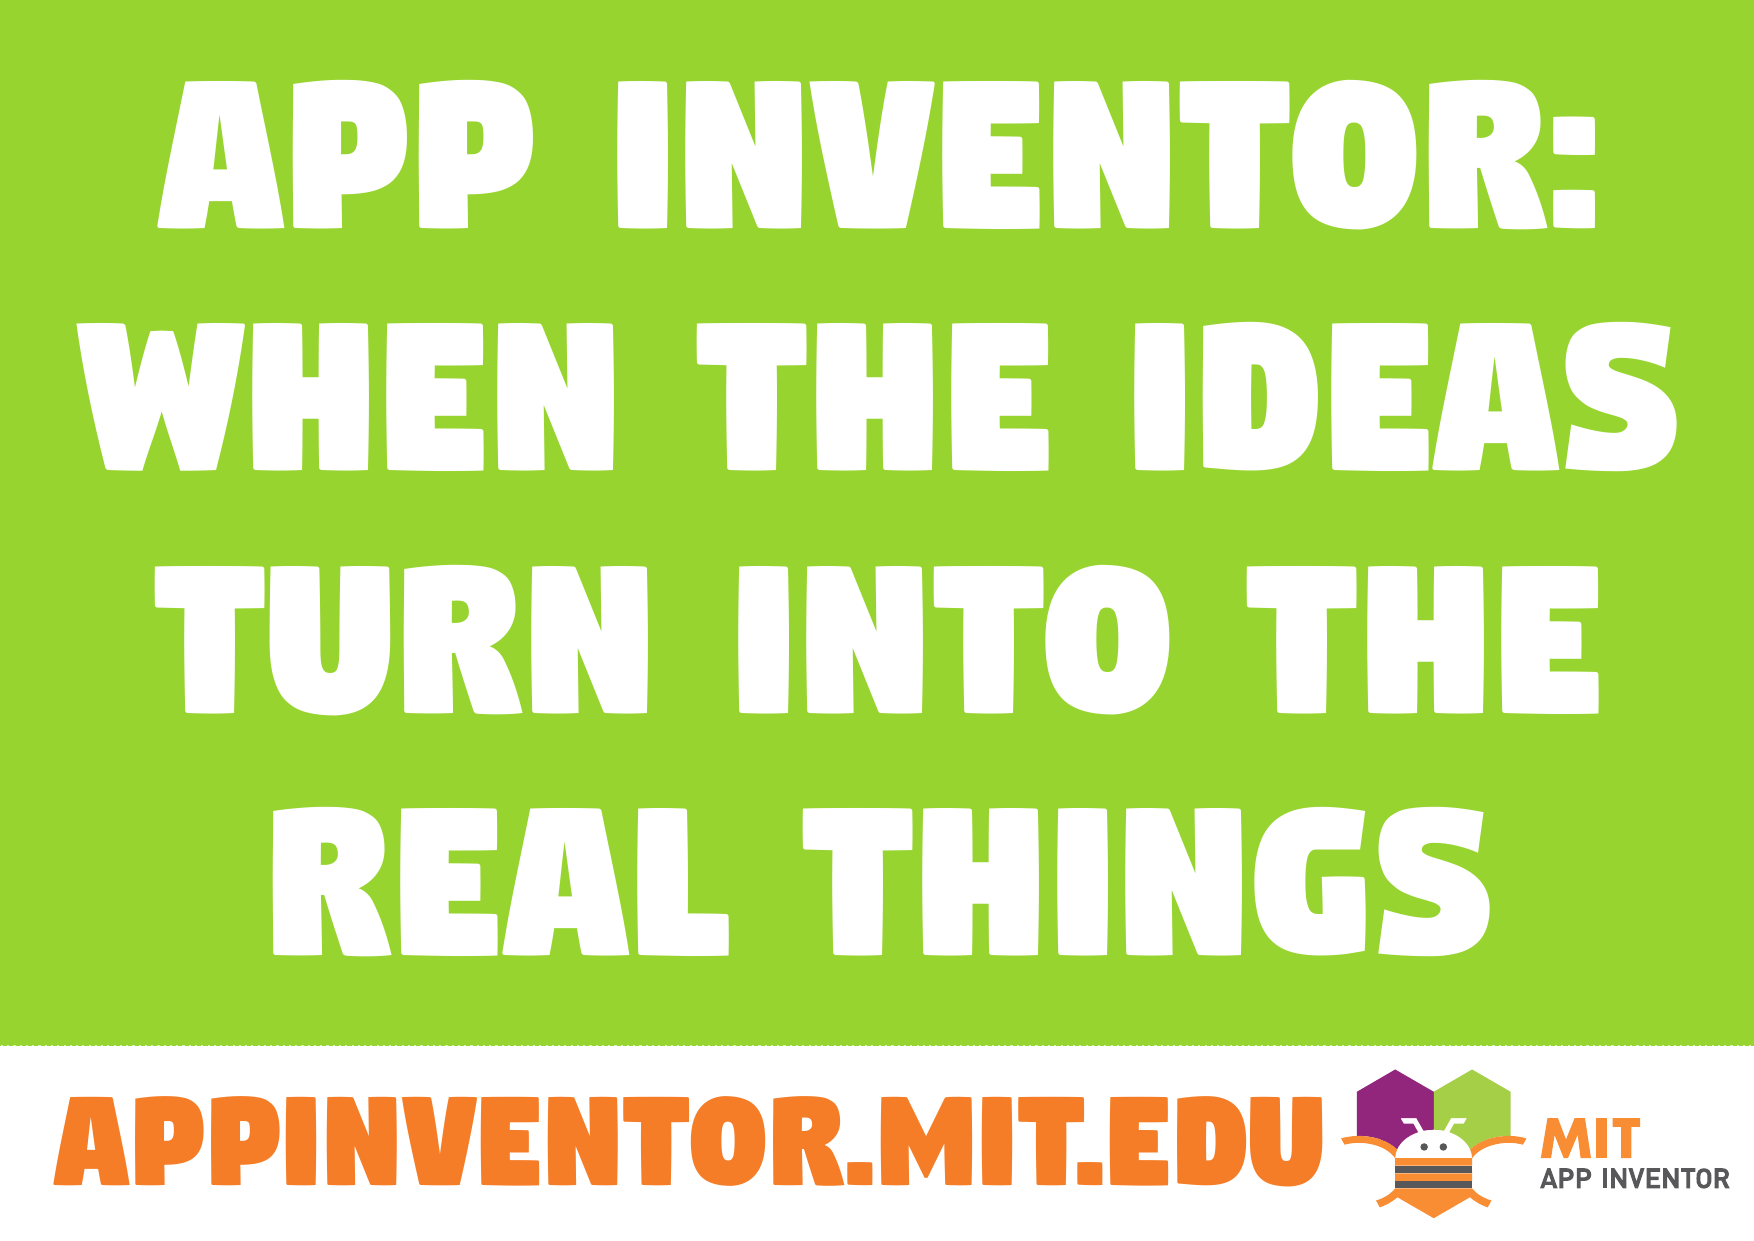 APP INVENTOR:
WHEN THE IDEAS
TURN INTO THE
REAL THINGS
APPINVENTOR.MIT.EDU
MIT
APP INVENTOR